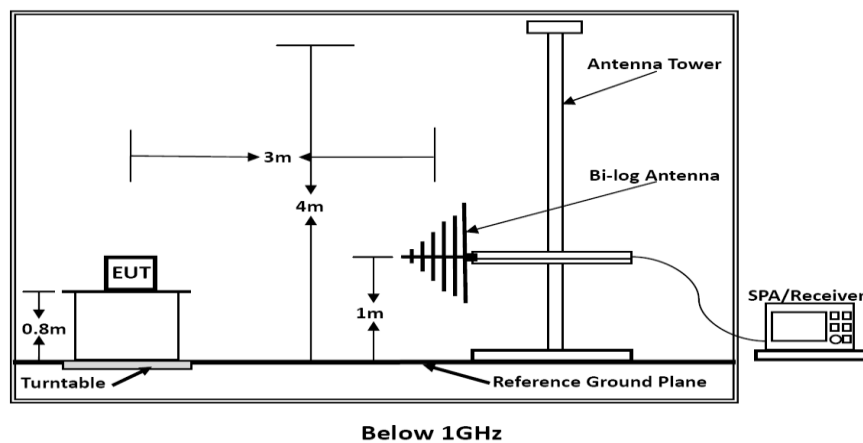 Antenna Tower
3m
Bi-log Antenna
4m
EUT
SPA/Receiver
0.8m
1m
Turntable
Reference Ground Plane
Below 1GHz